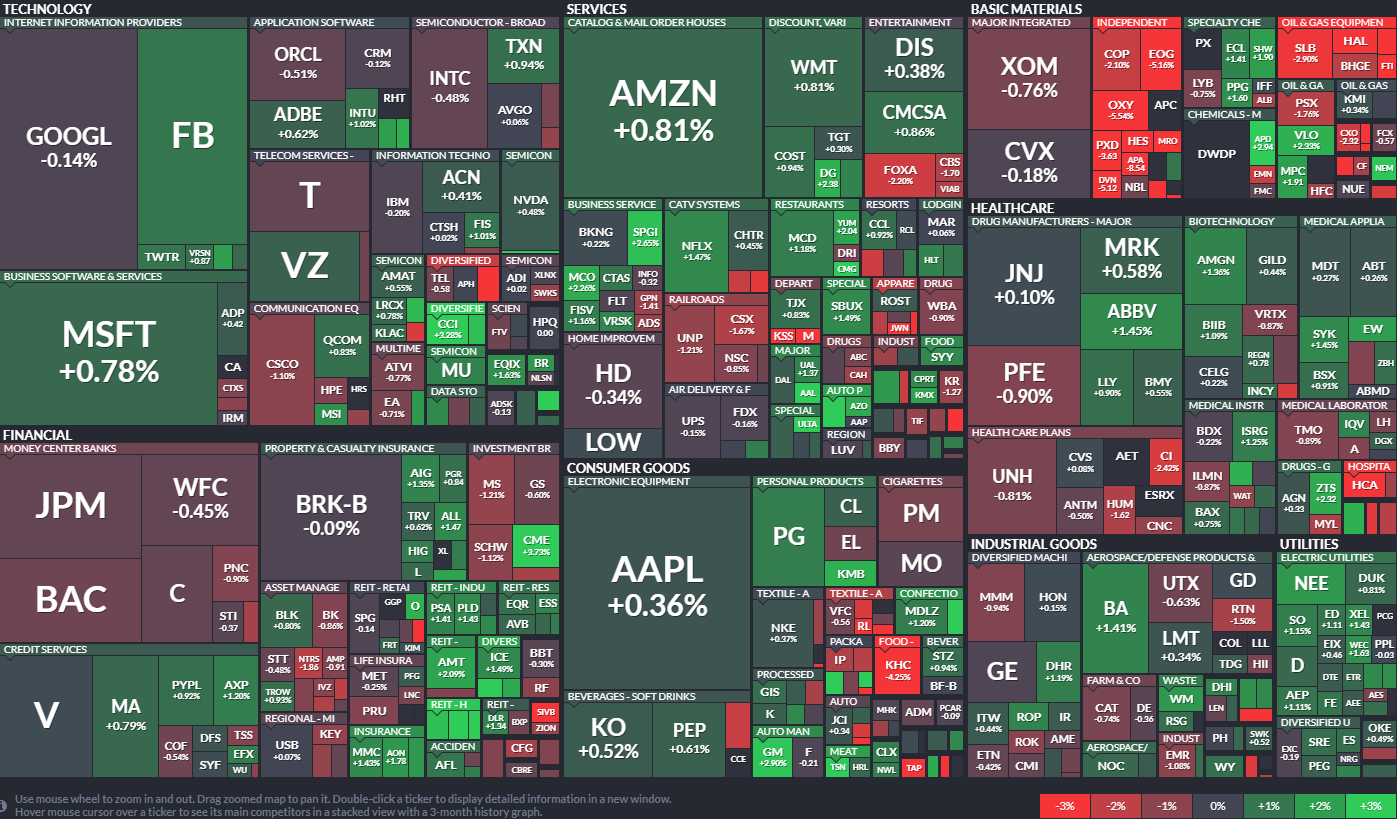 TECHNOLOGY
INTERNET INFORMATION PROVIDERS
GOOGL
-0.14%
FB
TWTR
VRSN
+0.87
APPLICATION SOFTWARE
ORCL
-0.51%
CRM
-0.12%
ADBE
+0.62%
INTU
+1.02%
RHT
SEMICONDUCTOR - BROAD
INTC
-0.48%
TXN
+0.94%
AVGO
+0.06%
TELECOM SERVICES -
T
VZ
INFORMATION TECHNO
IBM
-0.20%
ACN
+0.41%
CTSH
+0.02%
FIS
+1.01%
SEMICON
NVDA
+0.48%
BUSINESS SOFTWARE & SERVICES
MSFT
+0.78%
ADP
+0.42
CA
CTXS
IRM
COMMUNICATION EQ
CSCO
-1.10%
QCOM
+0.83%
HPE
HRS
MSI
SEMICON
AMAT
+0.55%
LRCX
+0.78%
KLAC
DIVERSIFIED
TEL
-0.58
APH
SEMICON
ADI
+0.02
XLNX
SWKS
DIVERSIFIE
CCI
+3.28%
SCIEN
FTV
HPQ
0.00
MULTIME
ATVI
-0.77%
EA
-0.71%
SEMICON
MU
EQIX
+1.63%
BR
NLSN
DATA STO
ADSK
-0.13
SERVICES
CATALOG & MAIL ORDER HOUSES
AMZN
+0.81%
DISCOUNT, VARI
WMT
+0.81%
COST
+0.94%
TGT
+0.30%
DG
+2.38
ENTERTAINMENT
DIS
+0.38%
CMCSA
+0.86%
FOXA
-2.20%
CBS
-1.70
VIAB
BUSINESS SERVICE
BKNG
+0.22%
SPGI
+2.65%
MCO
+2.26%
CTAS
INFO
-0.32
FISV
+1.16%
FLT
GPN
-1.41
VRSK
ADS
CATV SYSTEMS
NFLX
+1.47%
CHTR
+0.45%
RESTAURANTS
MCD
+1.18%
YUM
+2.04
DRI
CMG
RESORTS
CCL
+0.92%
RCL
LODGIN
MAR
+0.06%
HLT
RAILROADS
UNP
-1.21%
CSX
-1.67%
NSC
-0.85%
DEPART
TJX
+0.83%
KSS
M
SPECIAL
SBUX
+1.49%
APPARE
ROST
JWN
DRUG
WBA
-0.90%
HOME IMPROVEM
HD
-0.34%
LOW
AIR DELIVERY & F
UPS
-0.15%
FDX
-0.16%
MAJOR
DAL
UAL
+1.37
AAL
DRUGS
ABC
CAH
INDUST
CPRT
KMX
FOOD
SYY
KR
-1.27
SPECIAL
ULTA
AUTO P
AZO
AAP
REGION
LUV
TIF
BBY
BASIC MATERIALS
MAJOR INTEGRATED
XOM
-0.76%
CVX
-0.18%
INDEPENDENT
COP
-2.10%
EOG
-5.16%
OXY
-5.54%
APC
PXD
-3.63
HES
MRO
APA
-8.54
DVN
-5.12
NBL
SPECIALTY CHE
PX
ECL
+1.41
SHW
+1.90
LYB
-0.75%
PPG
+1.60
IFF
ALB
OIL & GAS EQUIPMEN
SLB
-2.90%
HAL
BHGE
FTI
CHEMICALS - M
DWDP
APD
+2.94
EMN
FMC
OIL & GA
PSX
-1.76%
VLO
+2.33%
MPC
+1.91
HFC
OIL & GAS
KMI
+0.34%
CXO
-2.32
FCX
-0.57
CF
NEM
NUE
HEALTHCARE
DRUG MANUFACTURERS - MAJOR
JNJ
+0.10%
MRK
+0.58%
ABBV
+1.45%
PFE
-0.90%
LLY
+0.90%
BMY
+0.55%
BIOTECHNOLOGY
AMGN
+1.36%
GILD
+0.44%
BIIB
+1.09%
VRTX
-0.87%
REGN
+0.78
CELG
+0.22%
INCY
MEDICAL APPLIA
MDT
+0.27%
ABT
+0.26%
SYK
+1.45%
EW
BSX
+0.91%
ZBH
ABMD
HEALTH CARE PLANS
UNH
-0.81%
CVS
+0.08%
AET
CI
-2.42%
ANTM
-0.50%
HUM
-1.62
ESRX
CNC
MEDICAL INSTR
BDX
-0.22%
ISRG
+1.25%
ILMN
-0.87%
WAT
BAX
+0.75%
MEDICAL LABORATOR
TMO
-0.89%
IQV
LH
A
DGX
DRUGS - G
AGN
+0.33
ZTS
+2.32
MYL
HOSPITA
HCA
FINANCIAL
MONEY CENTER BANKS
JPM
WFC
-0.45%
BAC
C
PNC
-0.90%
STI
-0.37
PROPERTY & CASUALTY INSURANCE
BRK-B
-0.09%
AIG
+1.35%
PGR
+0.84
TRV
+0.62%
ALL
+1.47
HIG
XL
L
INVESTMENT BR
MS
-1.21%
GS
-0.60%
SCHW
-1.12%
CME
+3.73%
CREDIT SERVICES
V
MA
+0.79%
PYPL
+0.92%
AXP
+1.20%
COF
-0.54%
DFS
TSS
SYF
EFX
WU
ASSET MANAGE
BLK
+0.80%
BK
-0.86%
STT
-0.48%
NTRS
-1.86
AMP
-0.91
TROW
+0.93%
IVZ
REIT - RETAI
SPG
-0.14
GGP
O
FRT
KIM
REIT - INDU
PSA
+1.41
PLD
+1.43
REIT - RES
EQR
ESS
AVB
LIFE INSURA
MET
-0.25%
PFG
LNC
PRU
REIT -
AMT
+2.09%
DIVERS
ICE
+1.49%
BBT
-0.30%
RF
REGIONAL - MI
USB
+0.07%
KEY
INSURANCE
MMC
+1.43%
AON
+1.78
REIT - H
REIT -
DLR
+1.34
BXP
SIVB
ZION
ACCIDEN
AFL
CFG
CBRE
CONSUMER GOODS
ELECTRONIC EQUIPMENT
AAPL
+0.36%
PERSONAL PRODUCTS
PG
CL
EL
KMB
CIGARETTES
PM
MO
BEVERAGES - SOFT DRINKS
KO
+0.52%
PEP
+0.61%
CCE
TEXTILE - A
NKE
+0.37%
TEXTILE - A
VFC
-0.56
RL
CONFECTIO
MDLZ
+1.20%
PACKA
IP
FOOD -
KHC
-4.25%
BEVER
STZ
+0.94%
BF-B
PROCESSED
GIS
K
AUTO
JCI
+0.34
MHK
ADM
PCAR
-0.09
AUTO MAN
GM
+2.90%
F
-0.21
MEAT
TSN
HRL
CLX
NWL
TAP
INDUSTRIAL GOODS
DIVERSIFIED MACHI
MMM
-0.94%
HON
+0.15%
GE
DHR
+1.19%
ITW
+0.44%
ROP
IR
ETN
-0.42%
ROK
AME
CMI
AEROSPACE/DEFENSE PRODUCTS &
BA
+1.41%
UTX
-0.63%
GD
LMT
+0.34%
RTN
-1.50%
COL
LLL
TDG
HII
FARM & CO
CAT
-0.74%
DE
-0.36
WASTE
WM
RSG
DHI
LEN
AEROSPACE/
NOC
INDUST
EMR
-1.08%
PH
SWK
+0.52
WY
UTILITIES
ELECTRIC UTILITIES
NEE
DUK
+0.81%
SO
+1.15%
ED
+1.11
XEL
+1.43
PCG
D
EIX
+0.46
WEC
+1.63
PPL
-0.03
DTE
ETR
AEP
+1.11%
FE
AEE
AES
DIVERSIFIED U
EXC
-0.19
SRE
ES
OKE
+0.49%
PEG
NRG
Use mouse wheel to zoom in and out. Drag zoomed map to pan it. Double-click a ticker to display detailed information in a new window.
Hover mouse cursor over a ticker to see its main competitors in a stacked view with a 3-month history graph.
-3%
-2%
-1%
0%
+1%
+2%
+3%